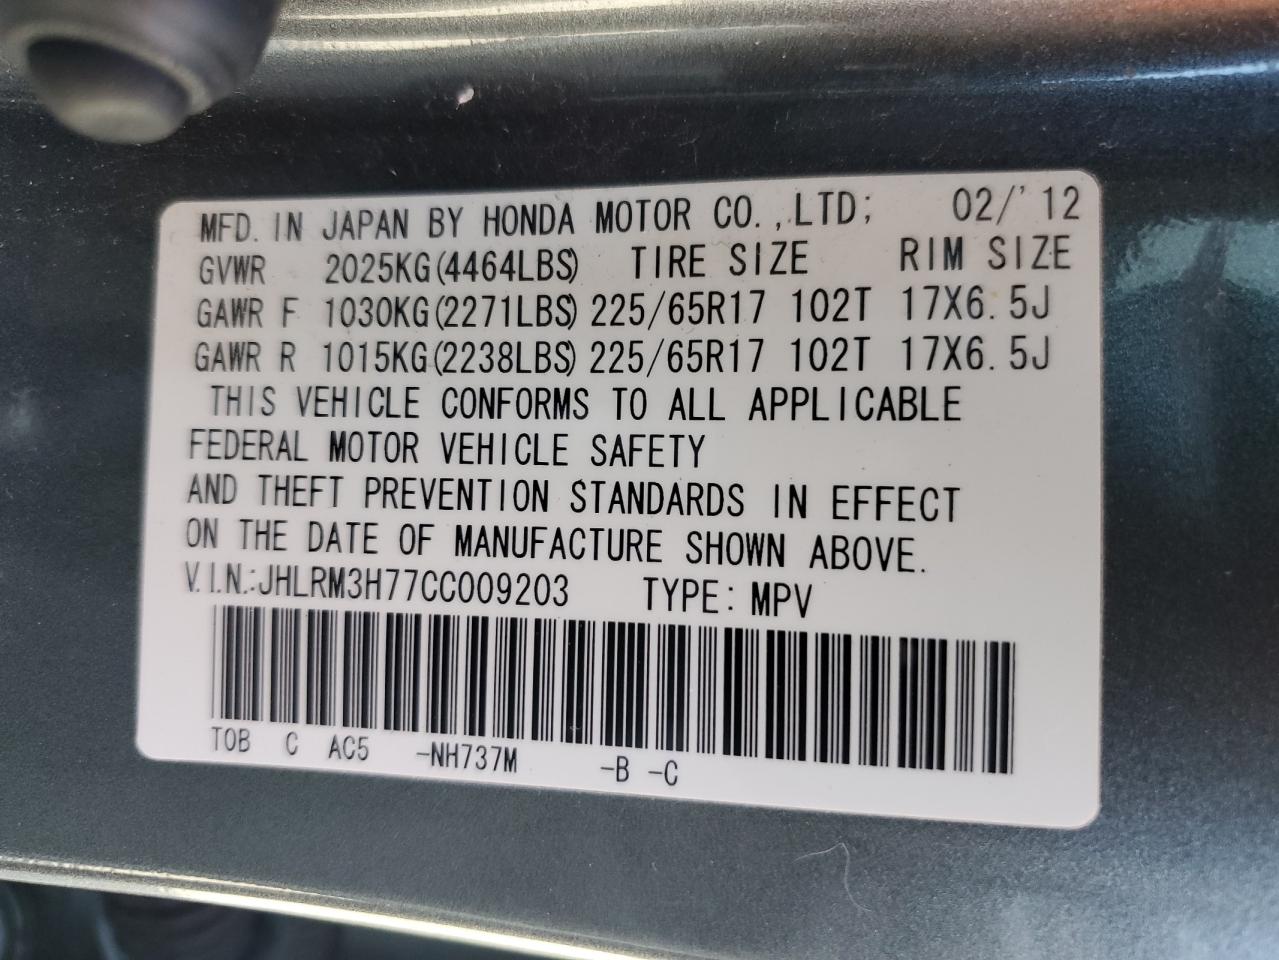 MFD. IN JAPAN BY HONDA MOTOR CO.,LTD; 02/'12
GVWR 2025KG(4464LBS) TIRE SIZE RIM SIZE
GAWR F 1030KG(2271LBS) 225/65R17 102T 17X6.5J
GAWR R 1015KG(2238LBS) 225/65R17 102T 17X6.5J
THIS VEHICLE CONFORMS TO ALL APPLICABLE
FEDERAL MOTOR VEHICLE SAFETY
AND THEFT PREVENTION STANDARDS IN EFFECT
ON THE DATE OF MANUFACTURE SHOWN ABOVE.
V.I.N.:JHLRM3H77CC009203 TYPE: MPV
TOB C AC5 -NH737M -B -C